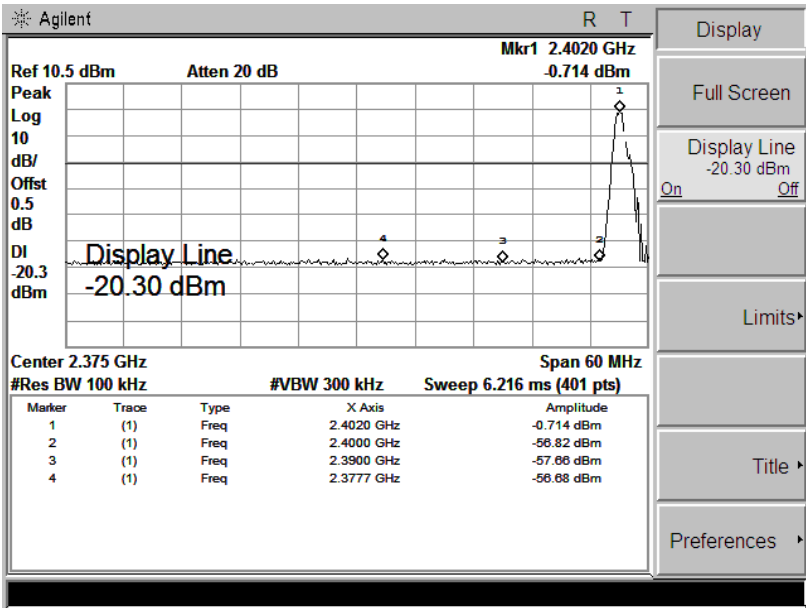 Agilent R T
Mkr1 2.4020 GHz
Ref 10.5 dBm Atten 20 dB -0.714 dBm
Peak
Log
10
dB/
Offst
0.5
dB
DI
-20.3
dBm
1
4
3
2
Display Line
-20.30 dBm
Center 2.375 GHz Span 60 MHz
#Res BW 100 kHz #VBW 300 kHz Sweep 6.216 ms (401 pts)
Marker Trace Type X Axis Amplitude
1 (1) Freq 2.4020 GHz -0.714 dBm
2 (1) Freq 2.4000 GHz -56.82 dBm
3 (1) Freq 2.3900 GHz -57.66 dBm
4 (1) Freq 2.3777 GHz -56.68 dBm
Display
Full Screen
Display Line
-20.30 dBm
On Off
Limits
Title
Preferences